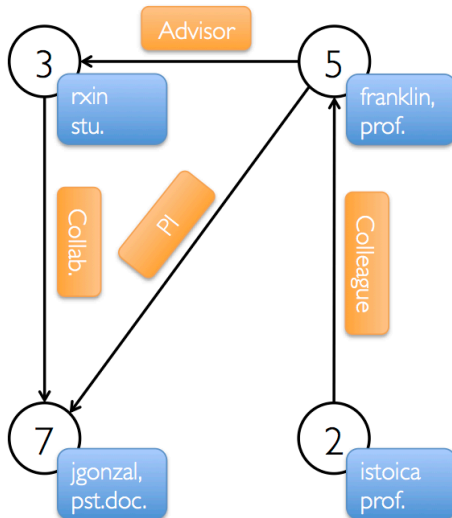 Advisor
3
5
rxin
stu.
franklin,
prof.
Collab.
PI
Colleague
7
2
jgonzal,
pst.doc.
istoica
prof.